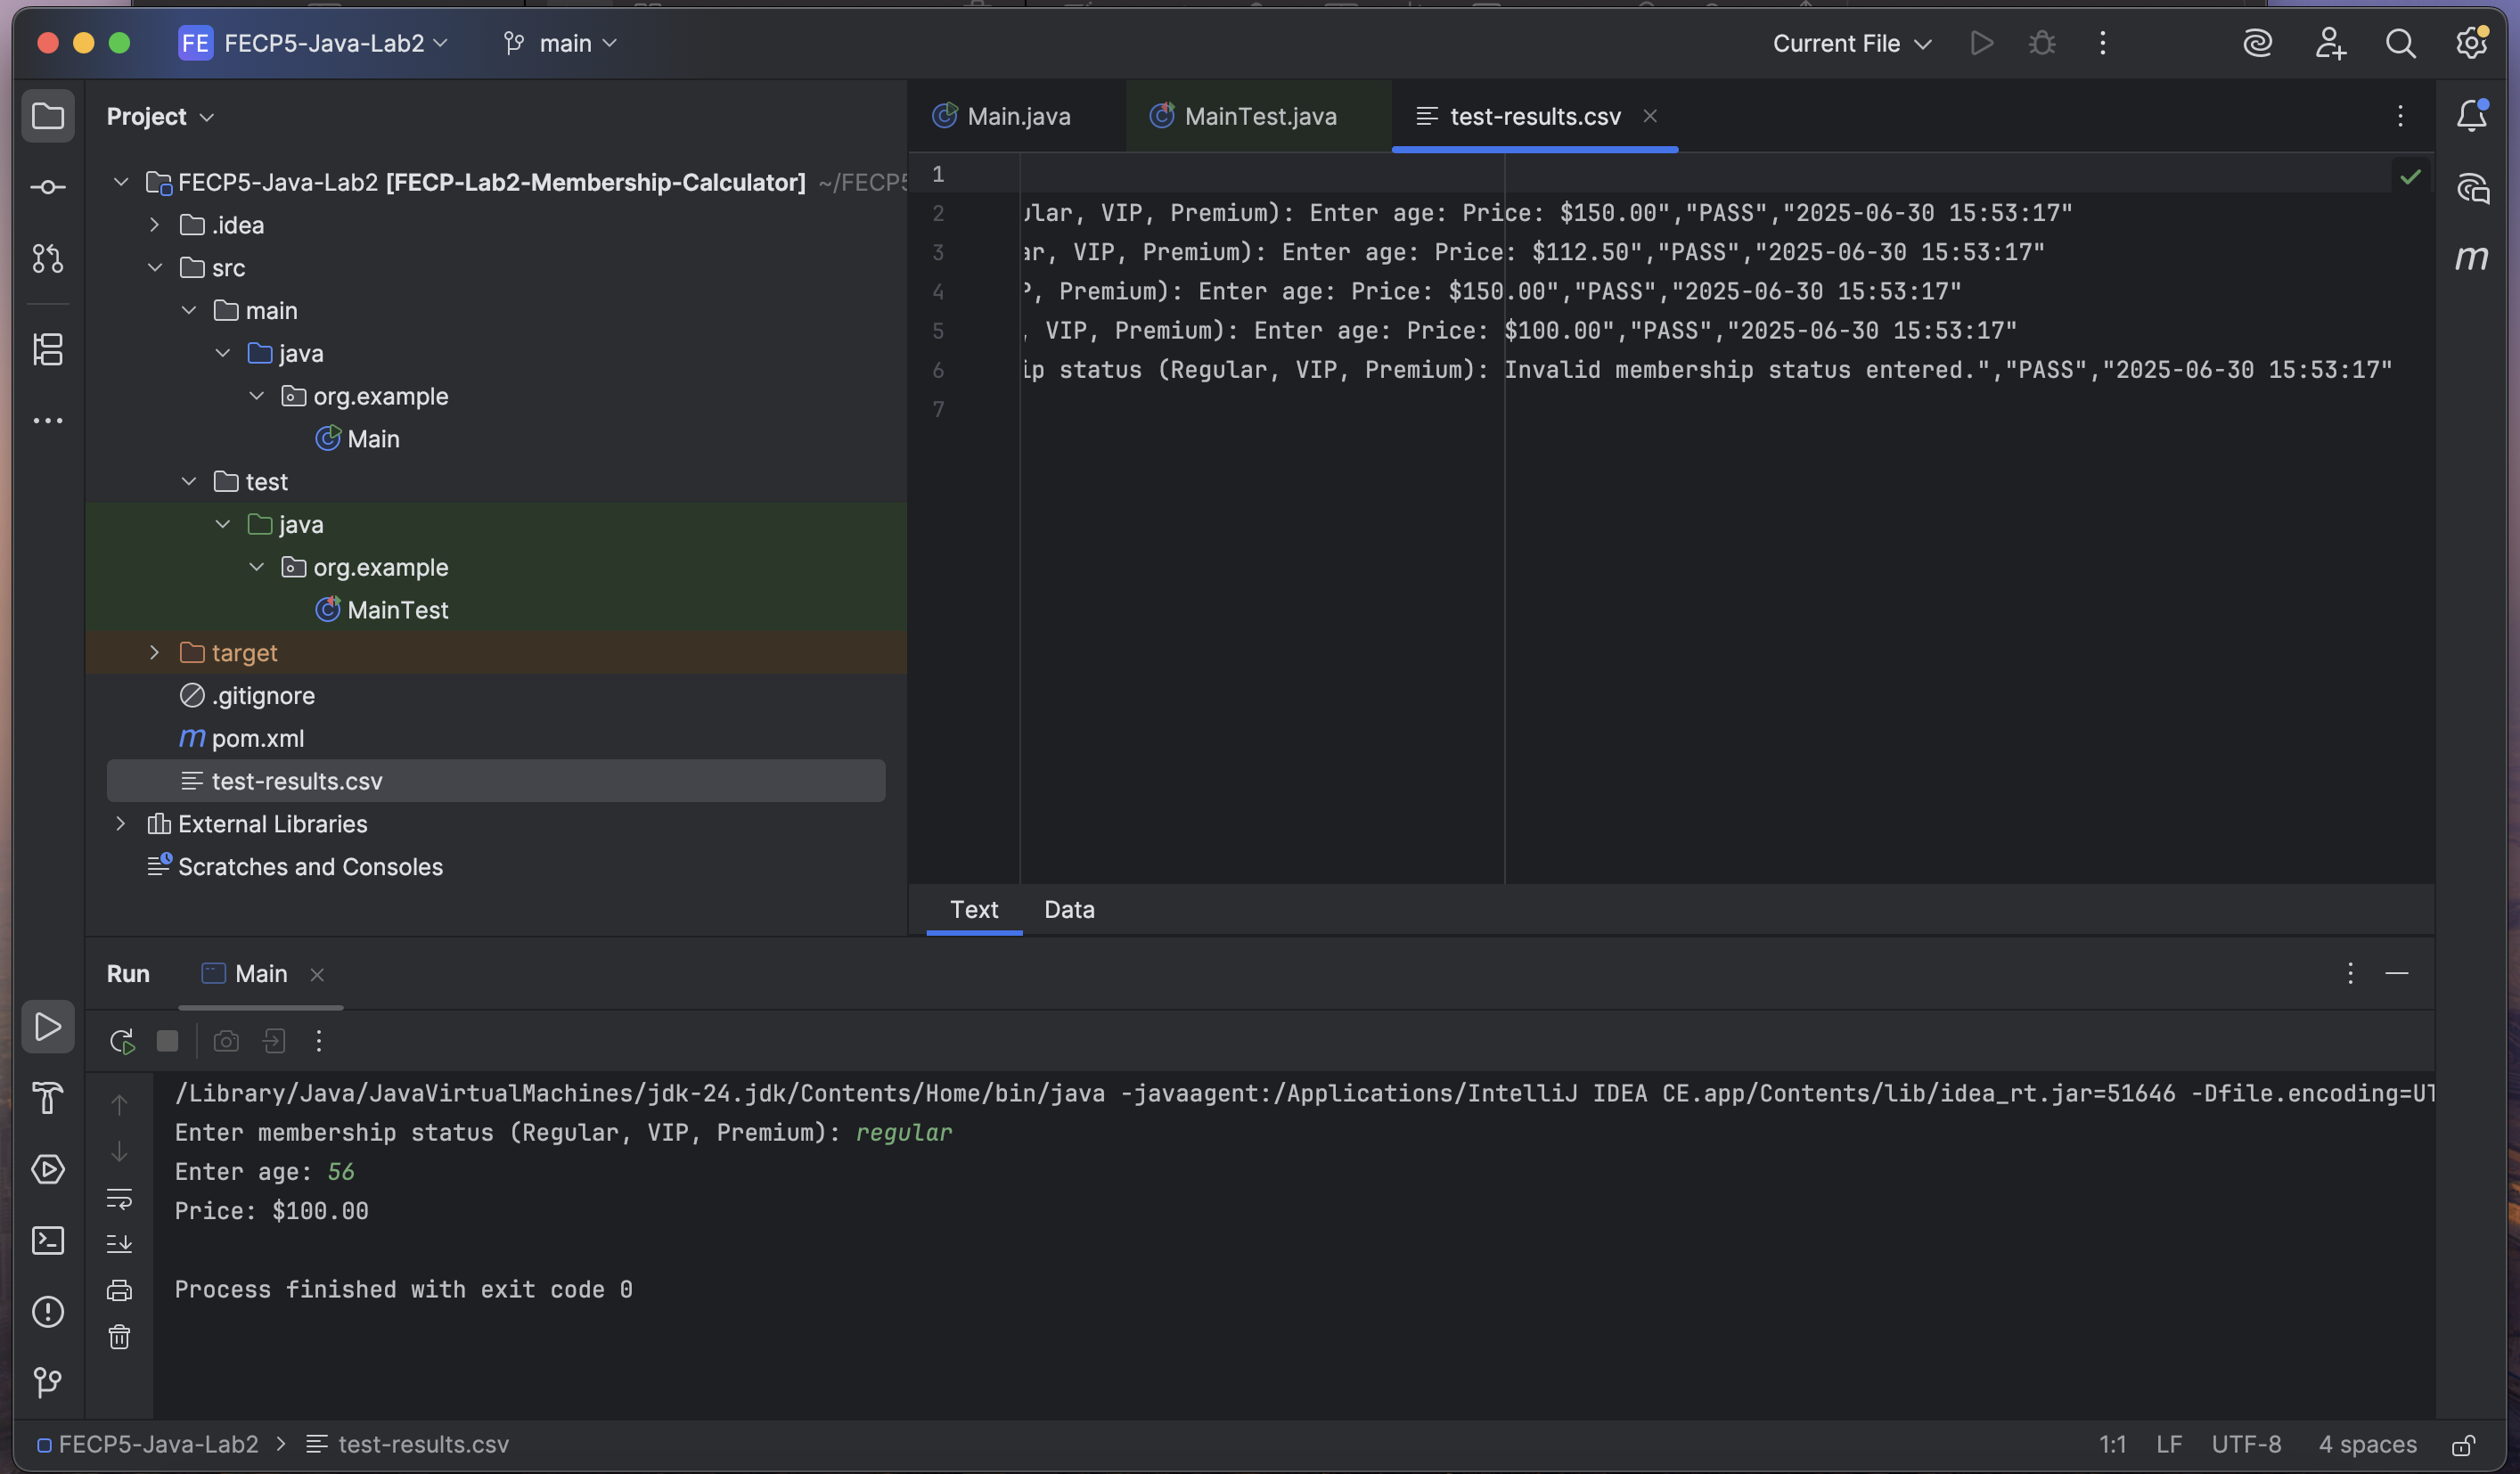 FE FECP5-Java-Lab2 main Current File
Project
Main.java MainTest.java test-results.csv
FECP5-Java-Lab2 [FECP-Lab2-Membership-Calculator] ~/FECP5
.idea
src
main
java
org.example
Main
test
java
org.example
MainTest
target
.gitignore
m pom.xml
test-results.csv
External Libraries
Scratches and Consoles
1
2 ular, VIP, Premium): Enter age: Price: $150.00","PASS","2025-06-30 15:53:17"
3 ar, VIP, Premium): Enter age: Price: $112.50","PASS","2025-06-30 15:53:17"
4 P, Premium): Enter age: Price: $150.00","PASS","2025-06-30 15:53:17"
5 , VIP, Premium): Enter age: Price: $100.00","PASS","2025-06-30 15:53:17"
6 ip status (Regular, VIP, Premium): Invalid membership status entered.","PASS","2025-06-30 15:53:17"
7
m
Text Data
Run Main
/Library/Java/JavaVirtualMachines/jdk-24.jdk/Contents/Home/bin/java -javaagent:/Applications/IntelliJ IDEA CE.app/Contents/lib/idea_rt.jar=51646 -Dfile.encoding=UT
Enter membership status (Regular, VIP, Premium): regular
Enter age: 56
Price: $100.00
Process finished with exit code 0
FECP5-Java-Lab2 > test-results.csv 1:1 LF UTF-8 4 spaces